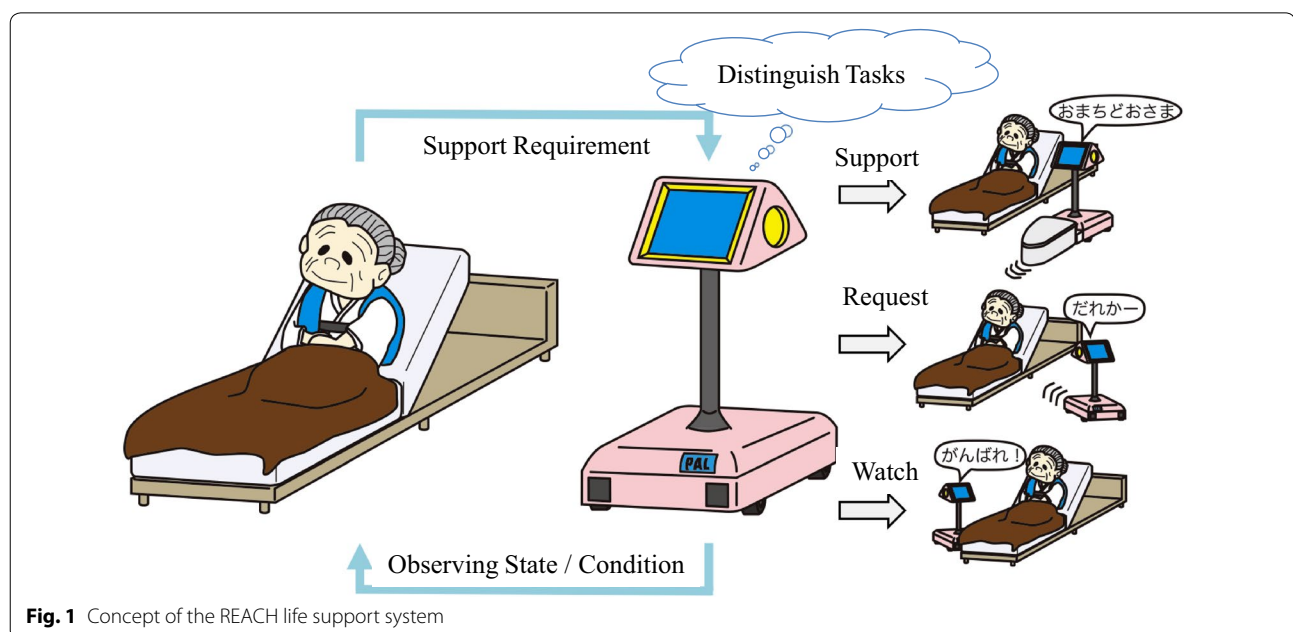 Distinguish Tasks
Support Requirement
PAL
Observing State / Condition
Support
おまちどおさま
Request
だれかー
Watch
がんばれ！
Fig. 1 Concept of the REACH life support system